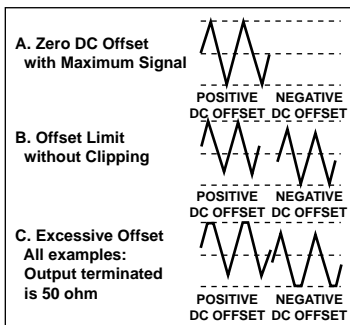 A. Zero DC Offset
with Maximum Signal
POSITIVE NEGATIVE
DC OFFSET DC OFFSET
B. Offset Limit
without Clipping
POSITIVE NEGATIVE
DC OFFSET DC OFFSET
C. Excessive Offset
All examples:
Output terminated
is 50 ohm
POSITIVE NEGATIVE
DC OFFSET DC OFFSET